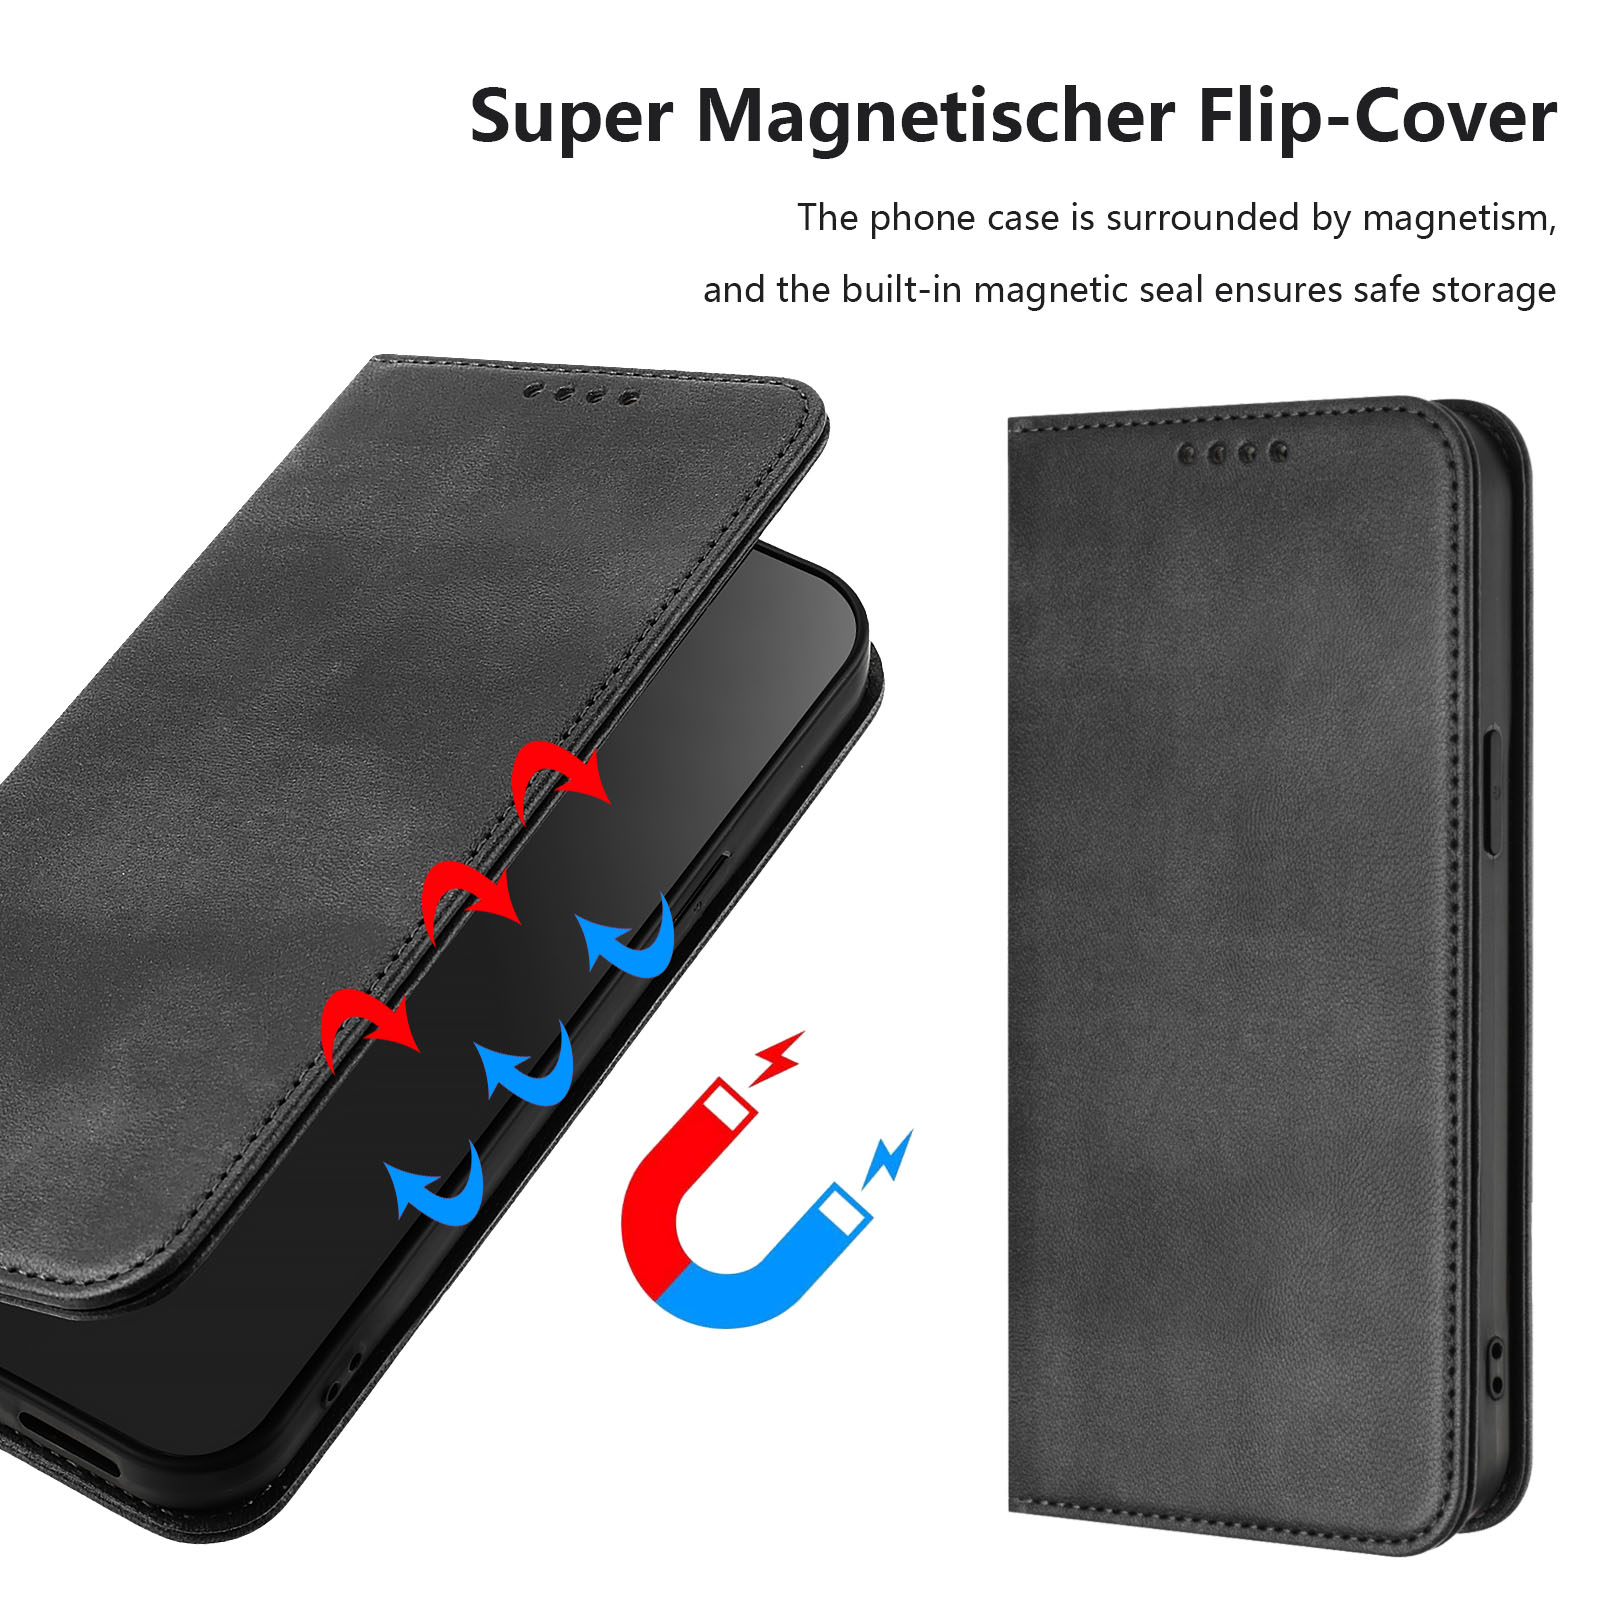 Super Magnetischer Flip-Cover
The phone case is surrounded by magnetism,
and the built-in magnetic seal ensures safe storage